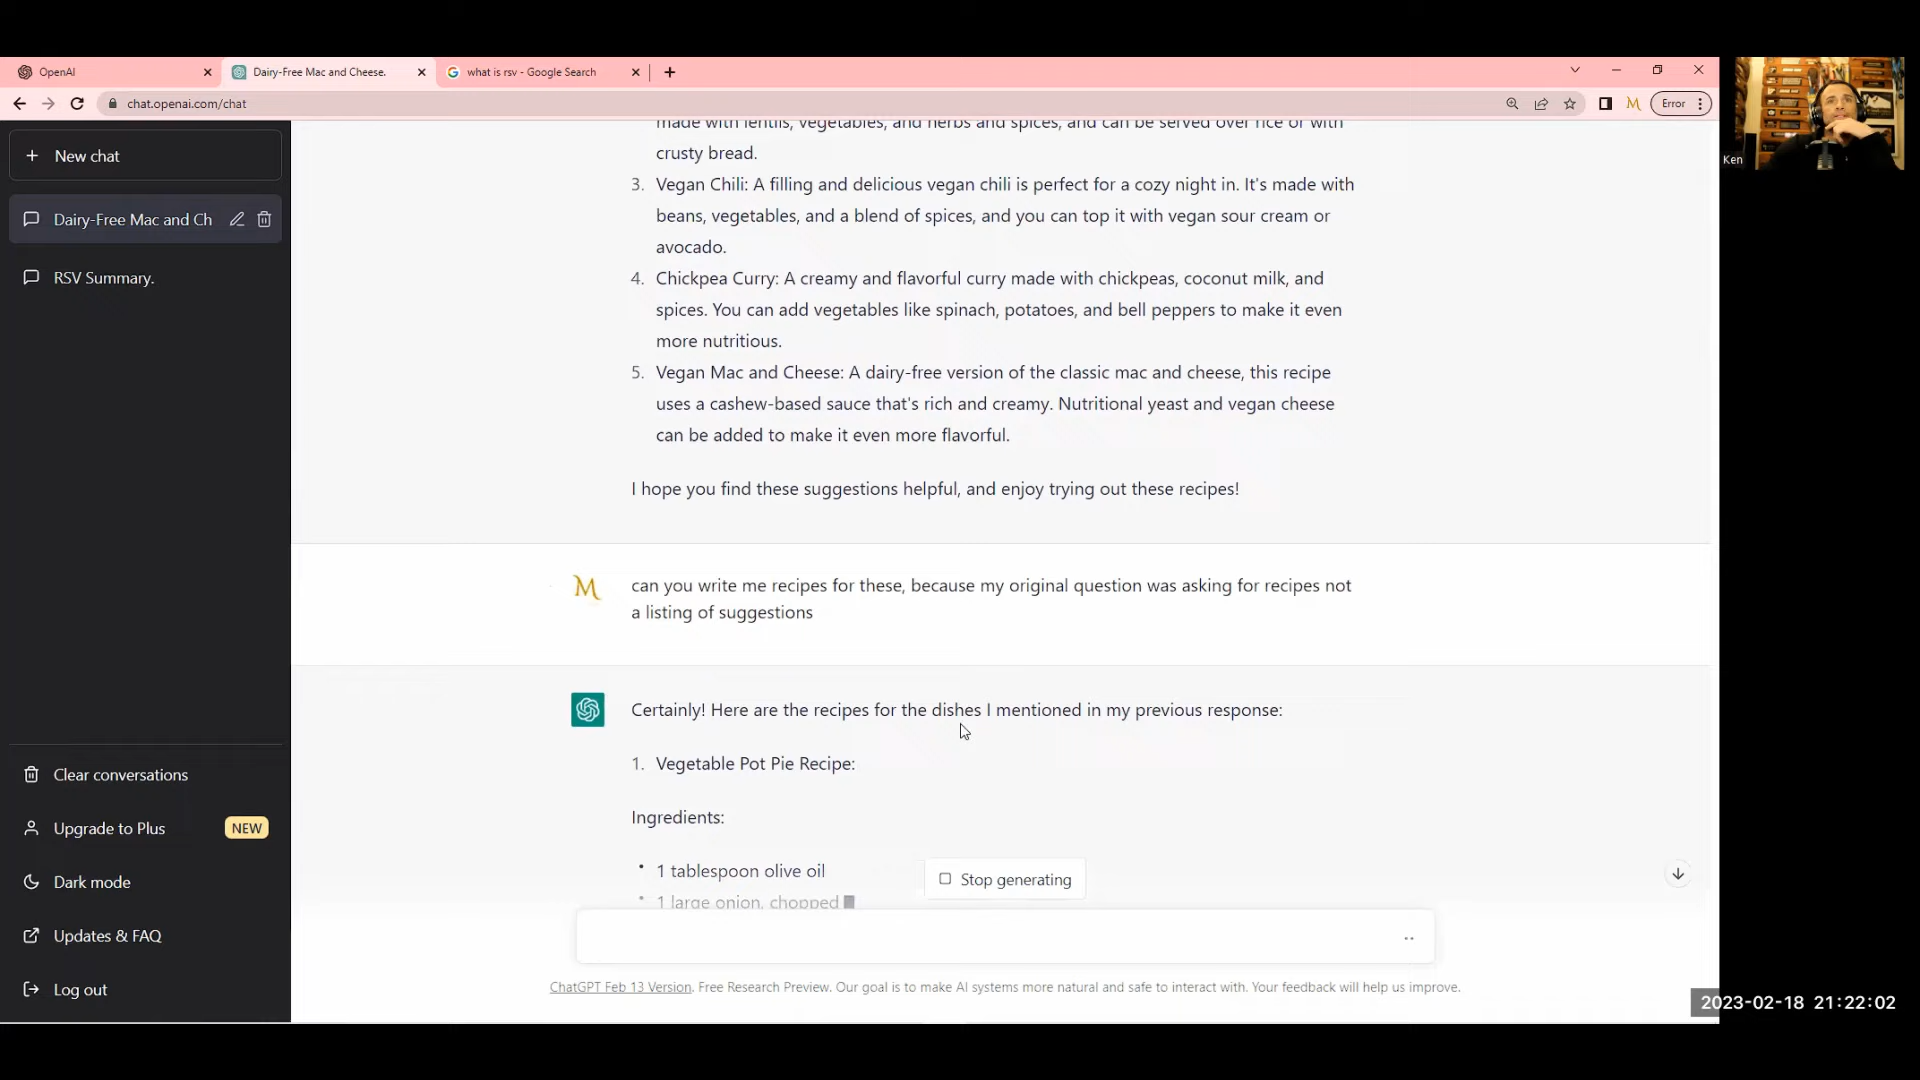 OpenAI
Dairy-Free Mac and Cheese.
what is rsv - Google Search
chat.openai.com/chat
Error
Ken
New chat
Dairy-Free Mac and Ch
RSV Summary.
made with lentils, vegetables, and herbs and spices, and can be served over rice or with
crusty bread.
3. Vegan Chili: A filling and delicious vegan chili is perfect for a cozy night in. It's made with
beans, vegetables, and a blend of spices, and you can top it with vegan sour cream or
avocado.
4. Chickpea Curry: A creamy and flavorful curry made with chickpeas, coconut milk, and
spices. You can add vegetables like spinach, potatoes, and bell peppers to make it even
more nutritious.
5. Vegan Mac and Cheese: A dairy-free version of the classic mac and cheese, this recipe
uses a cashew-based sauce that's rich and creamy. Nutritional yeast and vegan cheese
can be added to make it even more flavorful.
I hope you find these suggestions helpful, and enjoy trying out these recipes!
M
can you write me recipes for these, because my original question was asking for recipes not
a listing of suggestions
Certainly! Here are the recipes for the dishes I mentioned in my previous response:
1. Vegetable Pot Pie Recipe:
Ingredients:
• 1 tablespoon olive oil
• 1 large onion, chopped
Stop generating
Clear conversations
Upgrade to Plus
NEW
Dark mode
Updates & FAQ
Log out
ChatGPT Feb 13 Version. Free Research Preview. Our goal is to make AI systems more natural and safe to interact with. Your feedback will help us improve.
2023-02-18 21:22:02